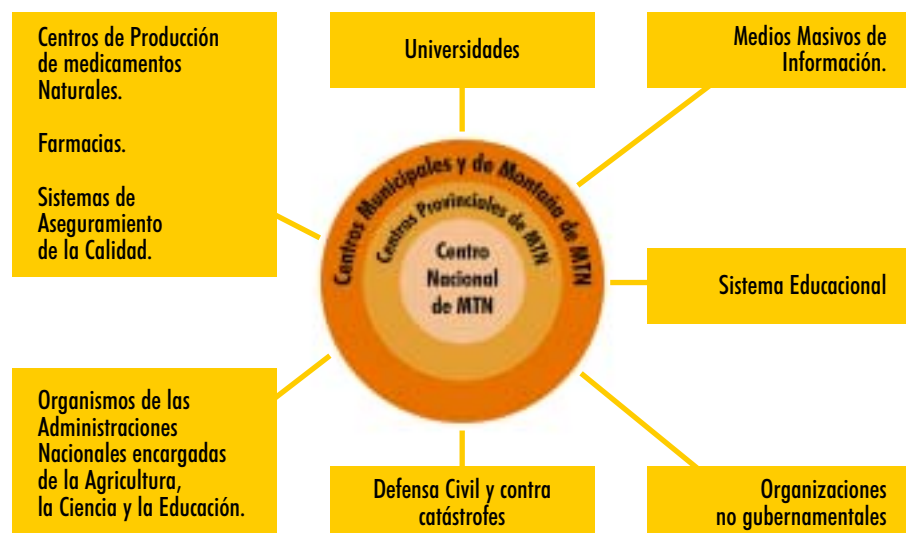 Centros de Producción
de medicamentos
Naturales.
Farmacias.
Sistemas de
Aseguramiento
de la Calidad.
Universidades
Medios Masivos de
Información.
Centros Municipales y de Montaña de MTN
Centros Provinciales de MTN
Centro
Nacional
de MTN
Sistema Educacional
Organismos de las
Administraciones
Nacionales encargadas
de la Agricultura,
la Ciencia y la Educación.
Defensa Civil y contra
catástrofes
Organizaciones
no gubernamentales